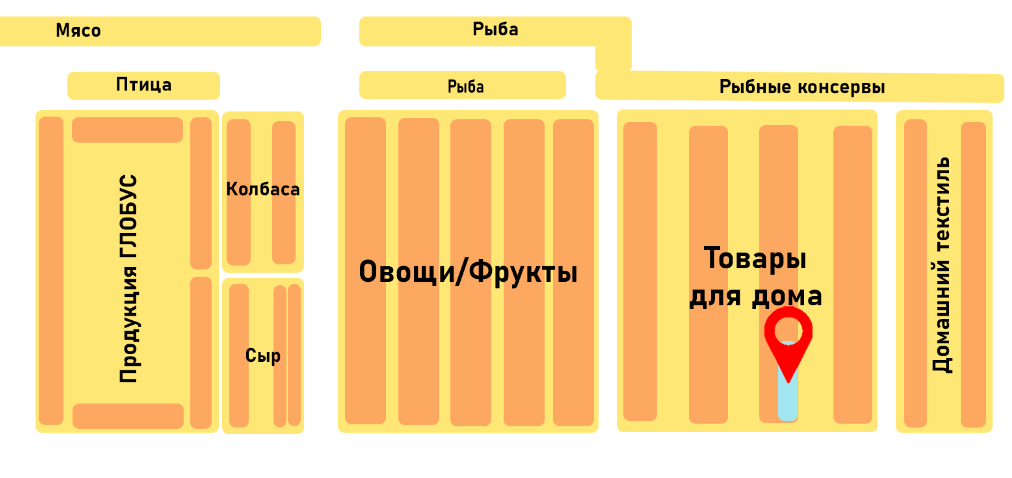 Мясо
Рыба
Птица
Рыба
Рыбные консервы
Продукция ГЛОБУС
Колбаса
Сыр
Овощи/Фрукты
Товары
для дома
Домашний текстиль